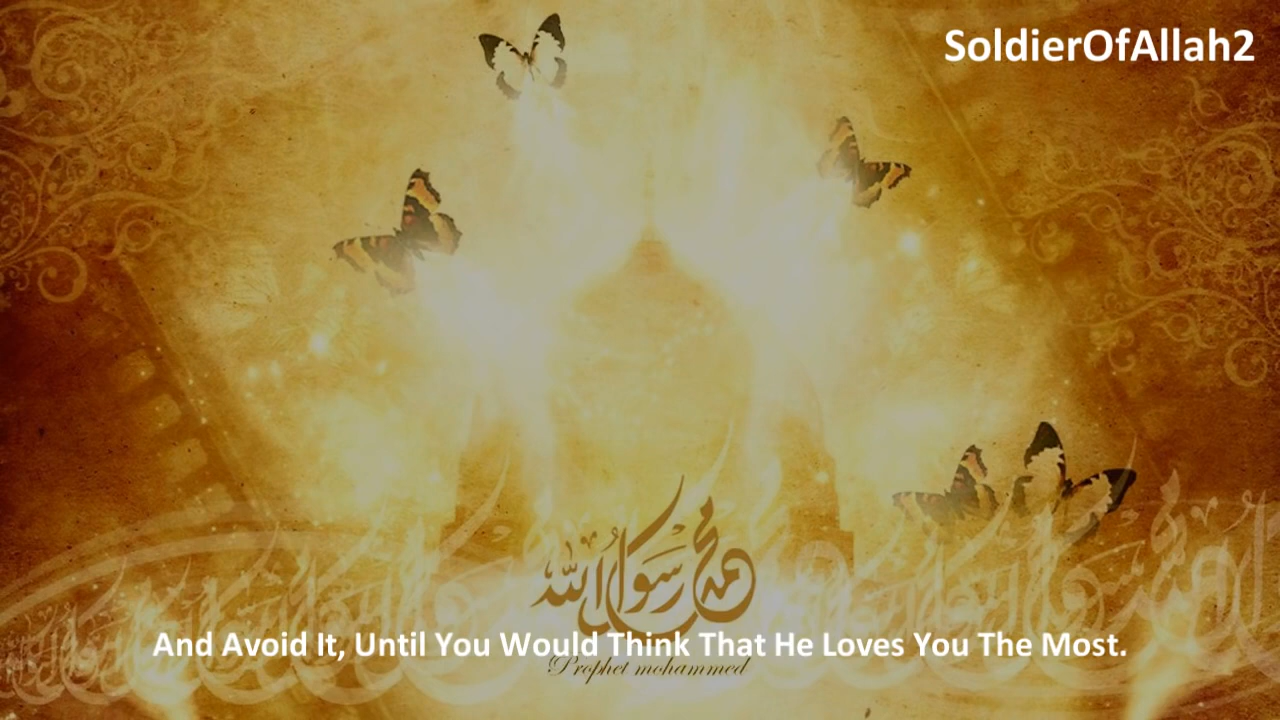 SoldierOfAllah2
محمد رسول الله
And Avoid It, Until You Would Think That He Loves You The Most.
Prophet mohammed